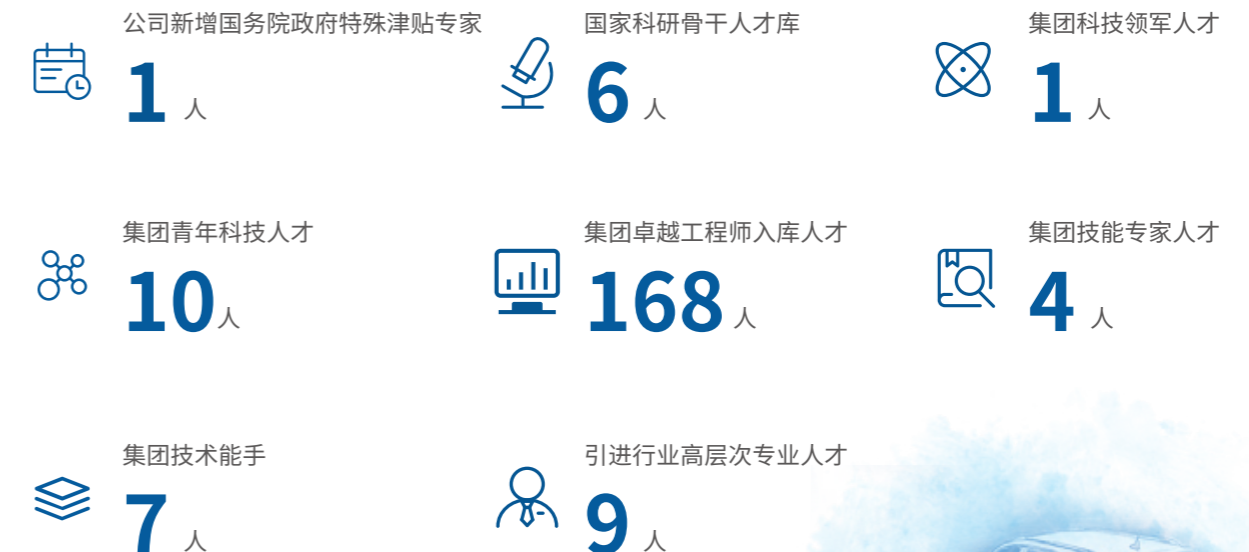 公司新增国务院政府特殊津贴专家
1 人
国家科研骨干人才库
6 人
集团科技领军人才
1 人
集团青年科技人才
10 人
集团卓越工程师入库人才
168 人
集团技能专家人才
4 人
集团技术能手
7 人
引进行业高层次专业人才
9 人